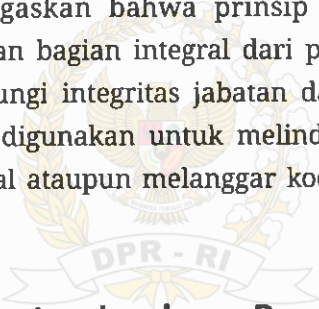 gaskan bahwa prinsip
an bagian integral dari p
ungi integritas jabatan d
digunakan untuk melind
al ataupun melanggar ko
DPR - RI